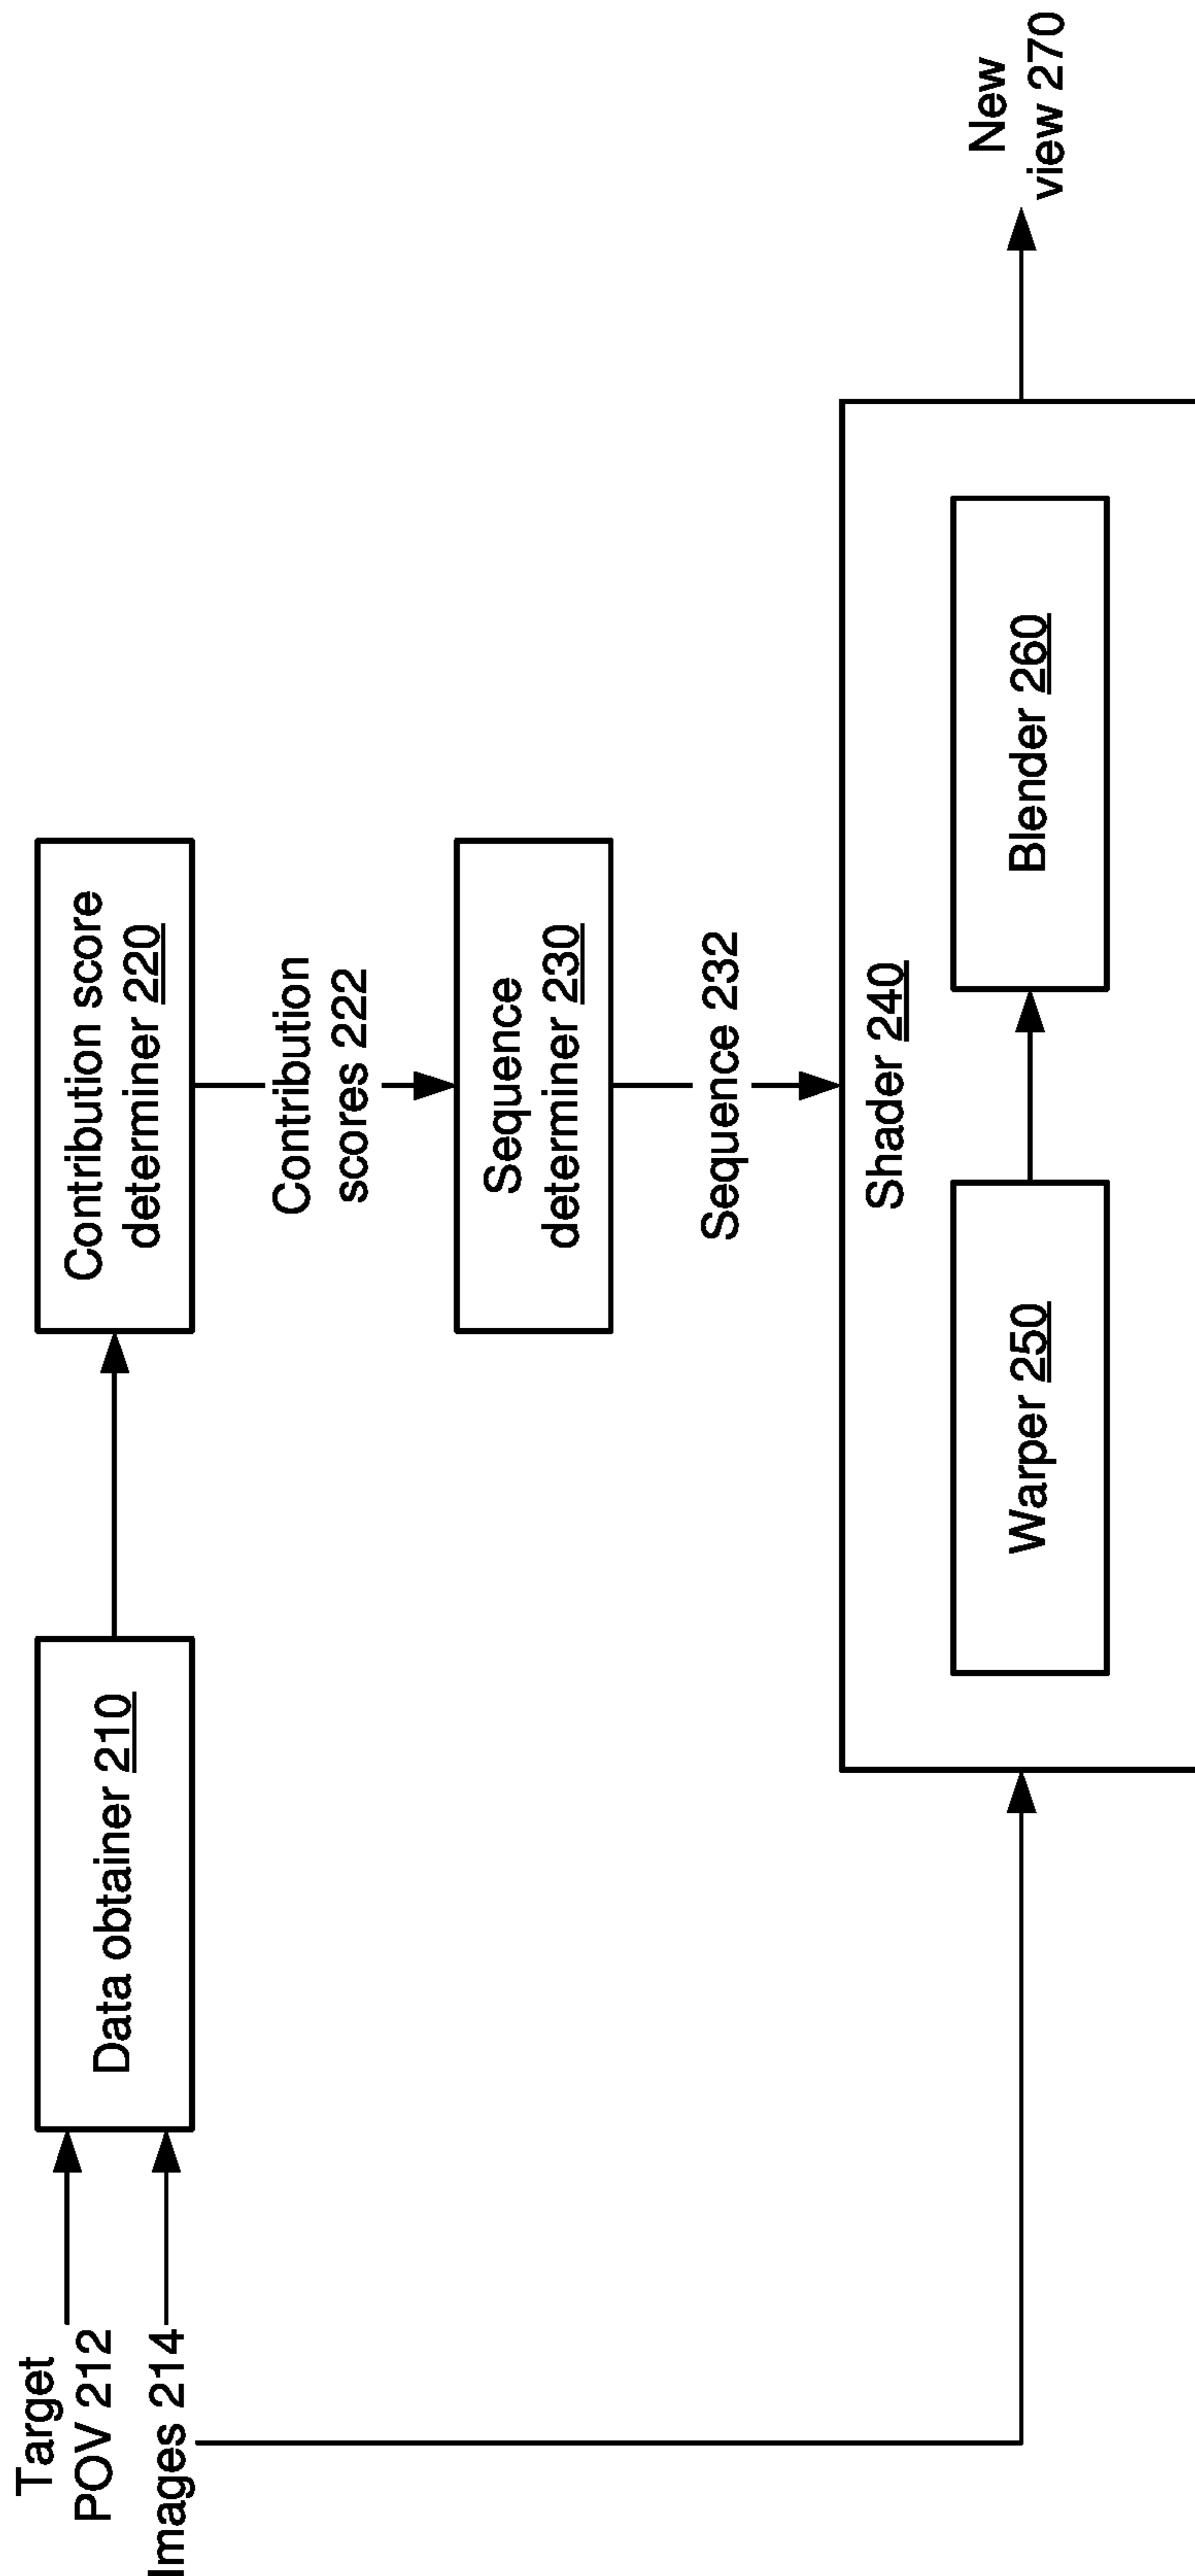 Target
POV 212
Images 214
Data obtainer 210
Contribution score
determiner 220
Contribution
scores 222
Sequence
determiner 230
Sequence 232
Shader 240
Warper 250
Blender 260
New
view 270